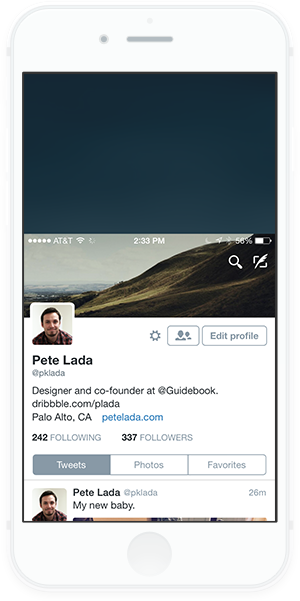 AT&T 2:33 PM 56%
Edit profile
Pete Lada
@pklada
Designer and co-founder at @Guidebook.
dribbble.com/plada
Palo Alto, CA petelada.com
242 FOLLOWING 337 FOLLOWERS
Tweets Photos Favorites
Pete Lada @pklada 26m
My new baby.